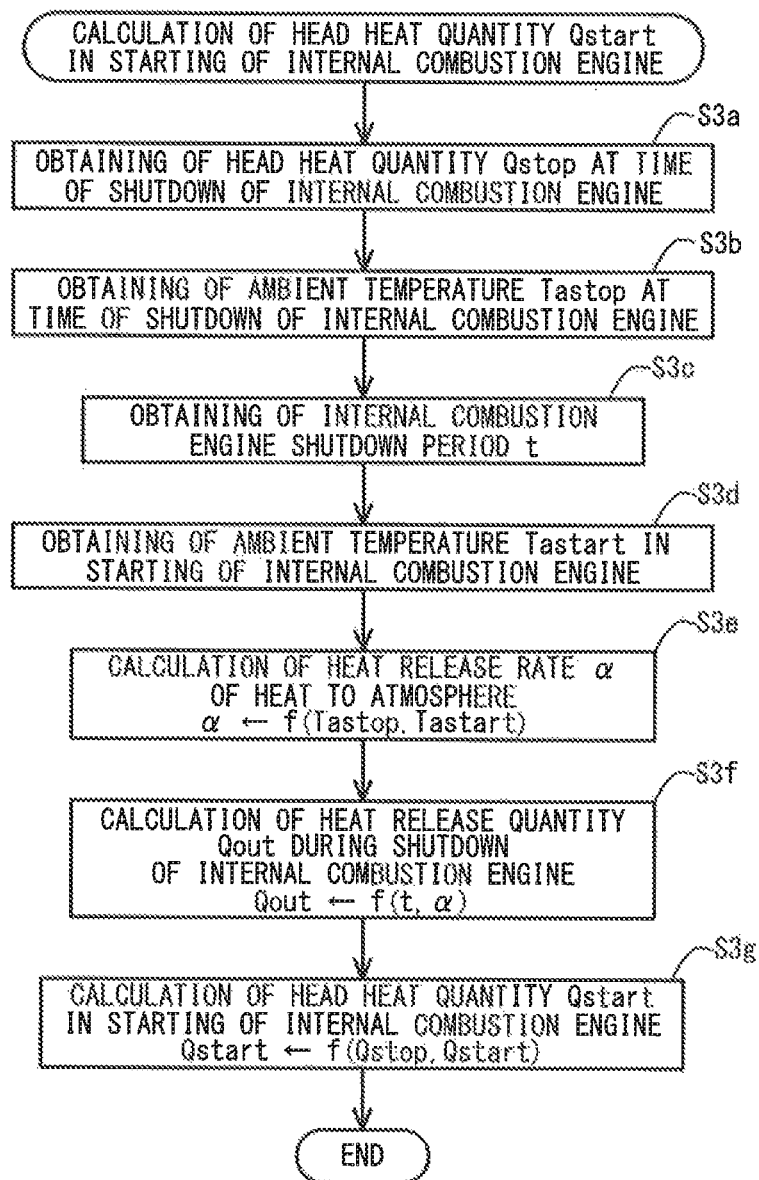 CALCULATION OF HEAD HEAT QUANTITY Qstart
IN STARTING OF INTERNAL COMBUSTION ENGINE
S3a
OBTAINING OF HEAD HEAT QUANTITY Qstop AT TIME
OF SHUTDOWN OF INTERNAL COMBUSTION ENGINE
S3b
OBTAINING OF AMBIENT TEMPERATURE Tastop AT
TIME OF SHUTDOWN OF INTERNAL COMBUSTION ENGINE
S3c
OBTAINING OF INTERNAL COMBUSTION
ENGINE SHUTDOWN PERIOD t
S3d
OBTAINING OF AMBIENT TEMPERATURE Tastart IN
STARTING OF INTERNAL COMBUSTION ENGINE
S3e
CALCULATION OF HEAT RELEASE RATE α
OF HEAT TO ATMOSPHERE
α ← f(Tastop, Tastart)
S3f
CALCULATION OF HEAT RELEASE QUANTITY
Qout DURING SHUTDOWN
OF INTERNAL COMBUSTION ENGINE
Qout ← f(t, α)
S3g
CALCULATION OF HEAD HEAT QUANTITY Qstart
IN STARTING OF INTERNAL COMBUSTION ENGINE
Qstart ← f(Qstop, Qstart)
END